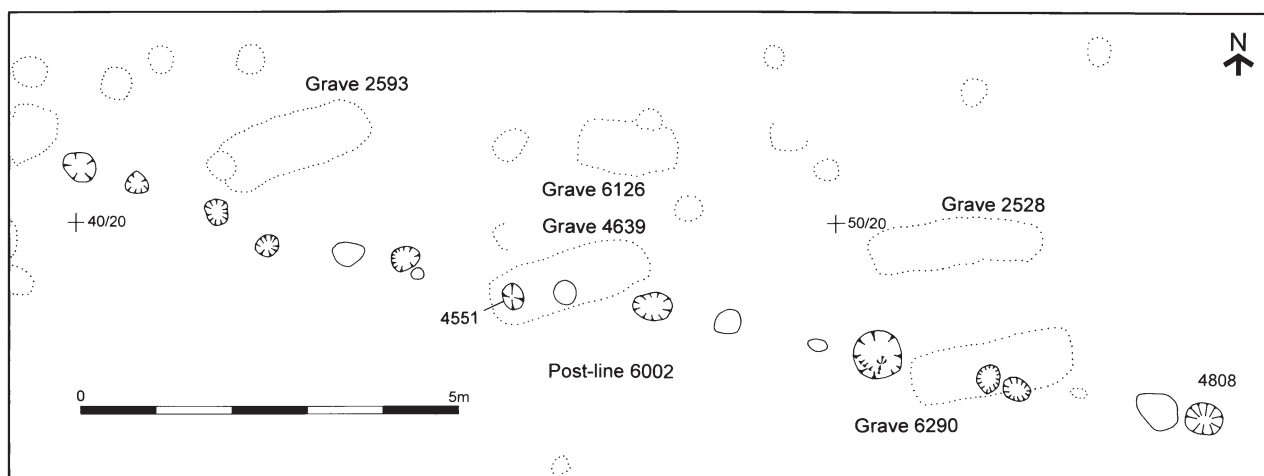 N
Grave 2593
Grave 6126
40/20
Grave 4639
Grave 2528
50/20
4551
Post-line 6002
4808
0
5m
Grave 6290